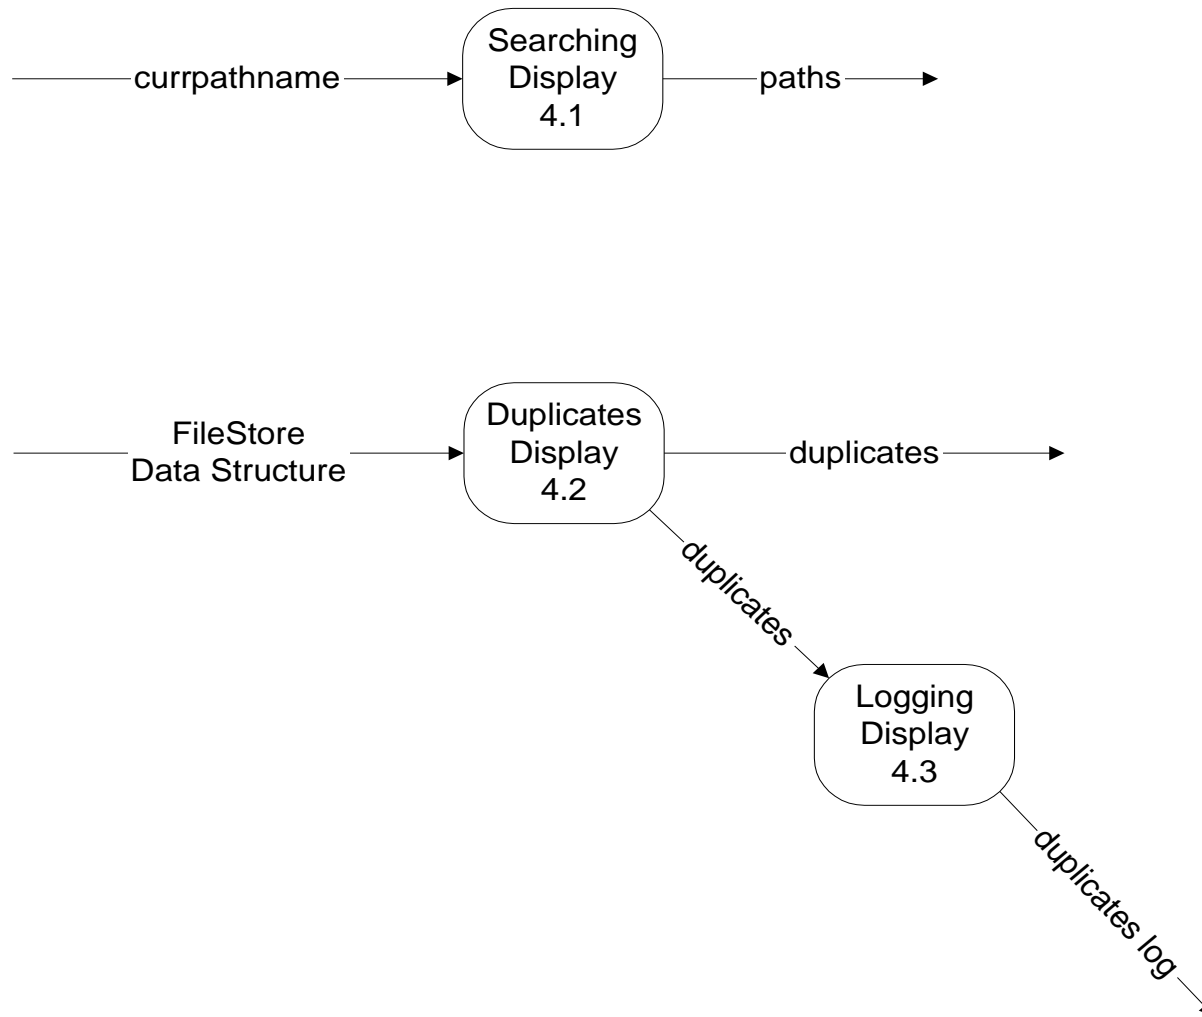 currpathname
Searching
Display
4.1
paths
FileStore
Data Structure
Duplicates
Display
4.2
duplicates
duplicates
Logging
Display
4.3
duplicates log